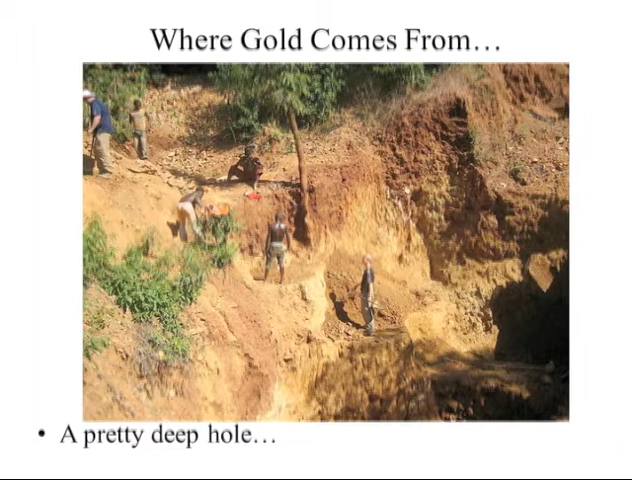 Where Gold Comes From…
• A pretty deep hole…